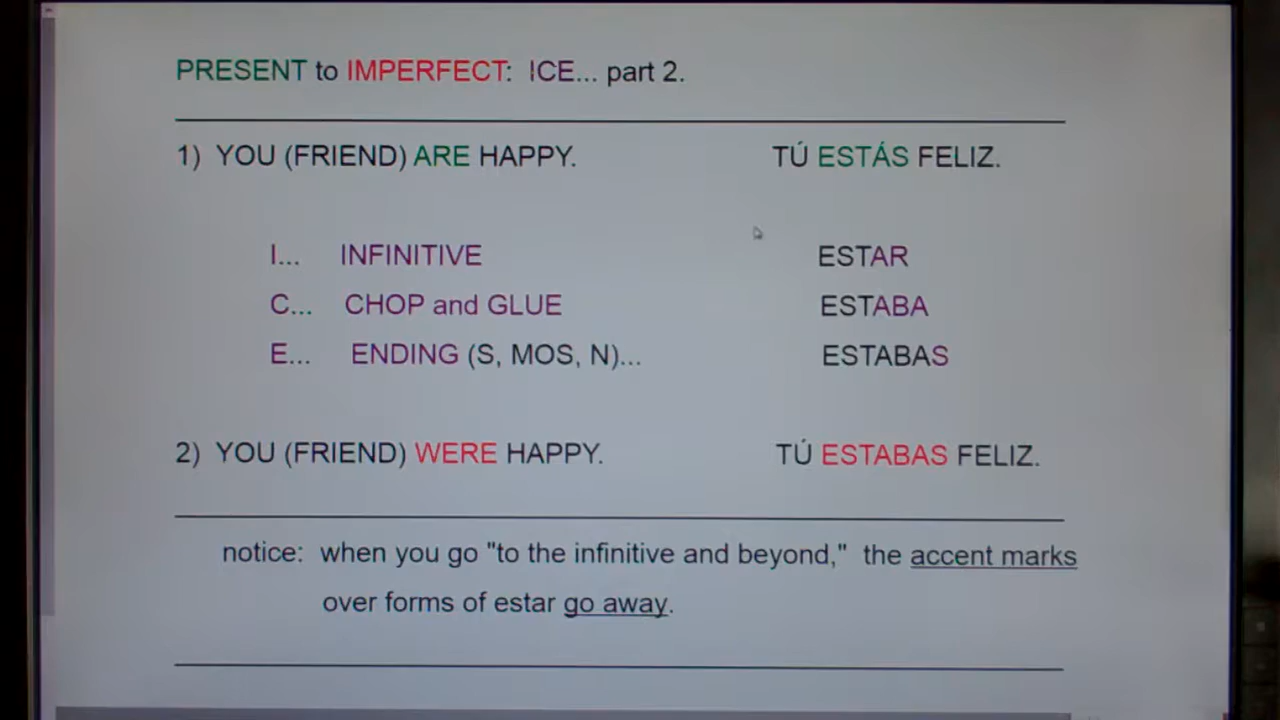 PRESENT to IMPERFECT: ICE... part 2.
1) YOU (FRIEND) ARE HAPPY. TÚ ESTÁS FELIZ.
I... INFINITIVE ESTAR
C... CHOP and GLUE ESTABA
E... ENDING (S, MOS, N)... ESTABAS
2) YOU (FRIEND) WERE HAPPY. TÚ ESTABAS FELIZ.
notice: when you go "to the infinitive and beyond," the accent marks
over forms of estar go away.